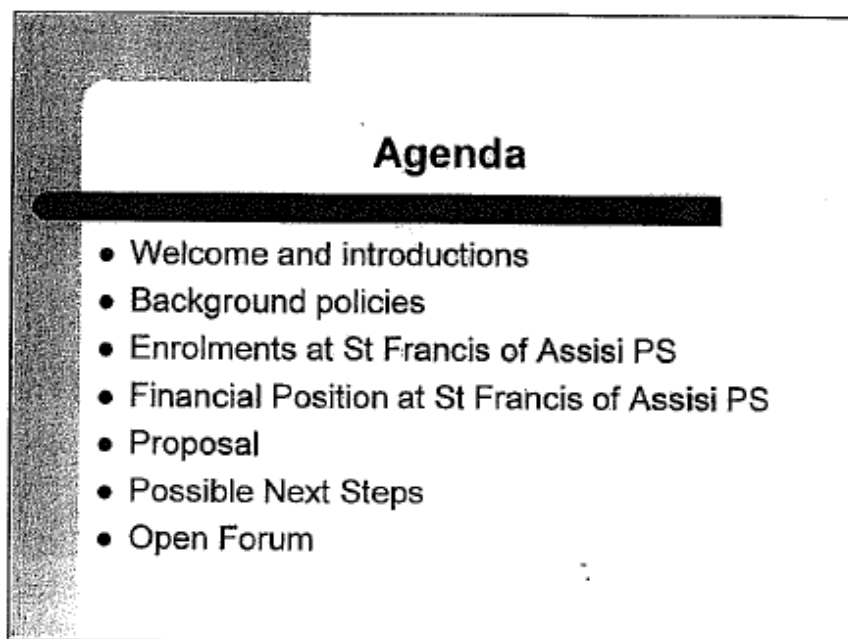 Agenda
● Welcome and introductions
● Background policies
● Enrolments at St Francis of Assisi PS
● Financial Position at St Francis of Assisi PS
● Proposal
● Possible Next Steps
● Open Forum